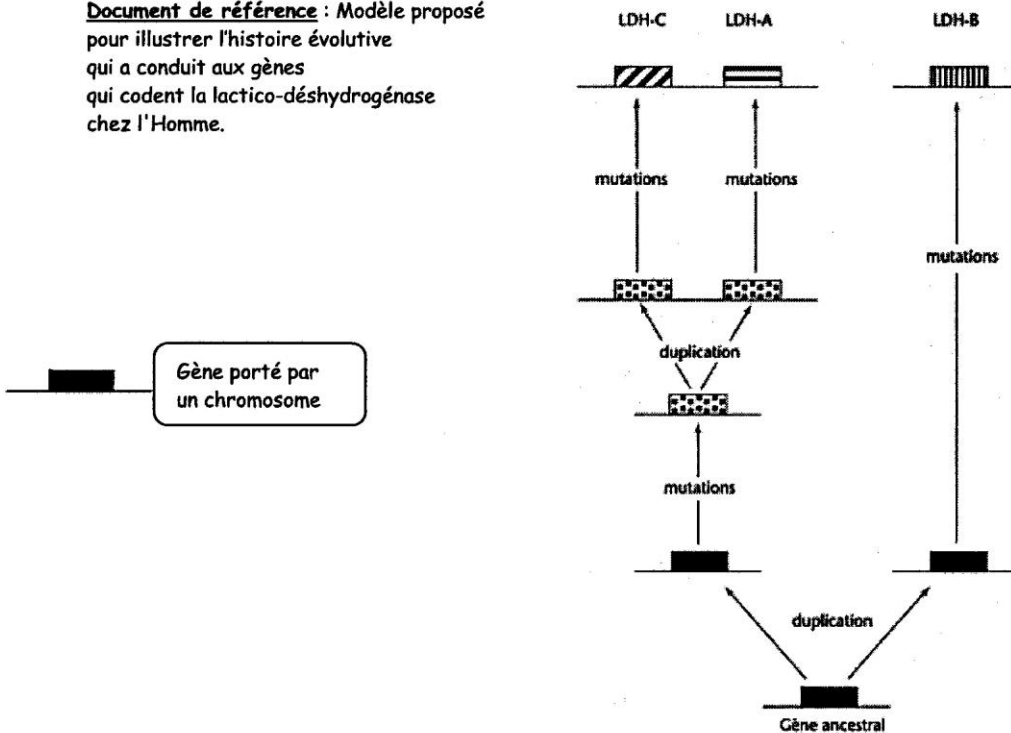 Document de référence : Modèle proposé
pour illustrer l'histoire évolutive
qui a conduit aux gènes
qui codent la lactico-déshydrogénase
chez l'Homme.
LDH-C LDH-A LDH-B
mutations mutations
mutations
duplication
Gène porté par
un chromosome
mutations
duplication
Gène ancestral